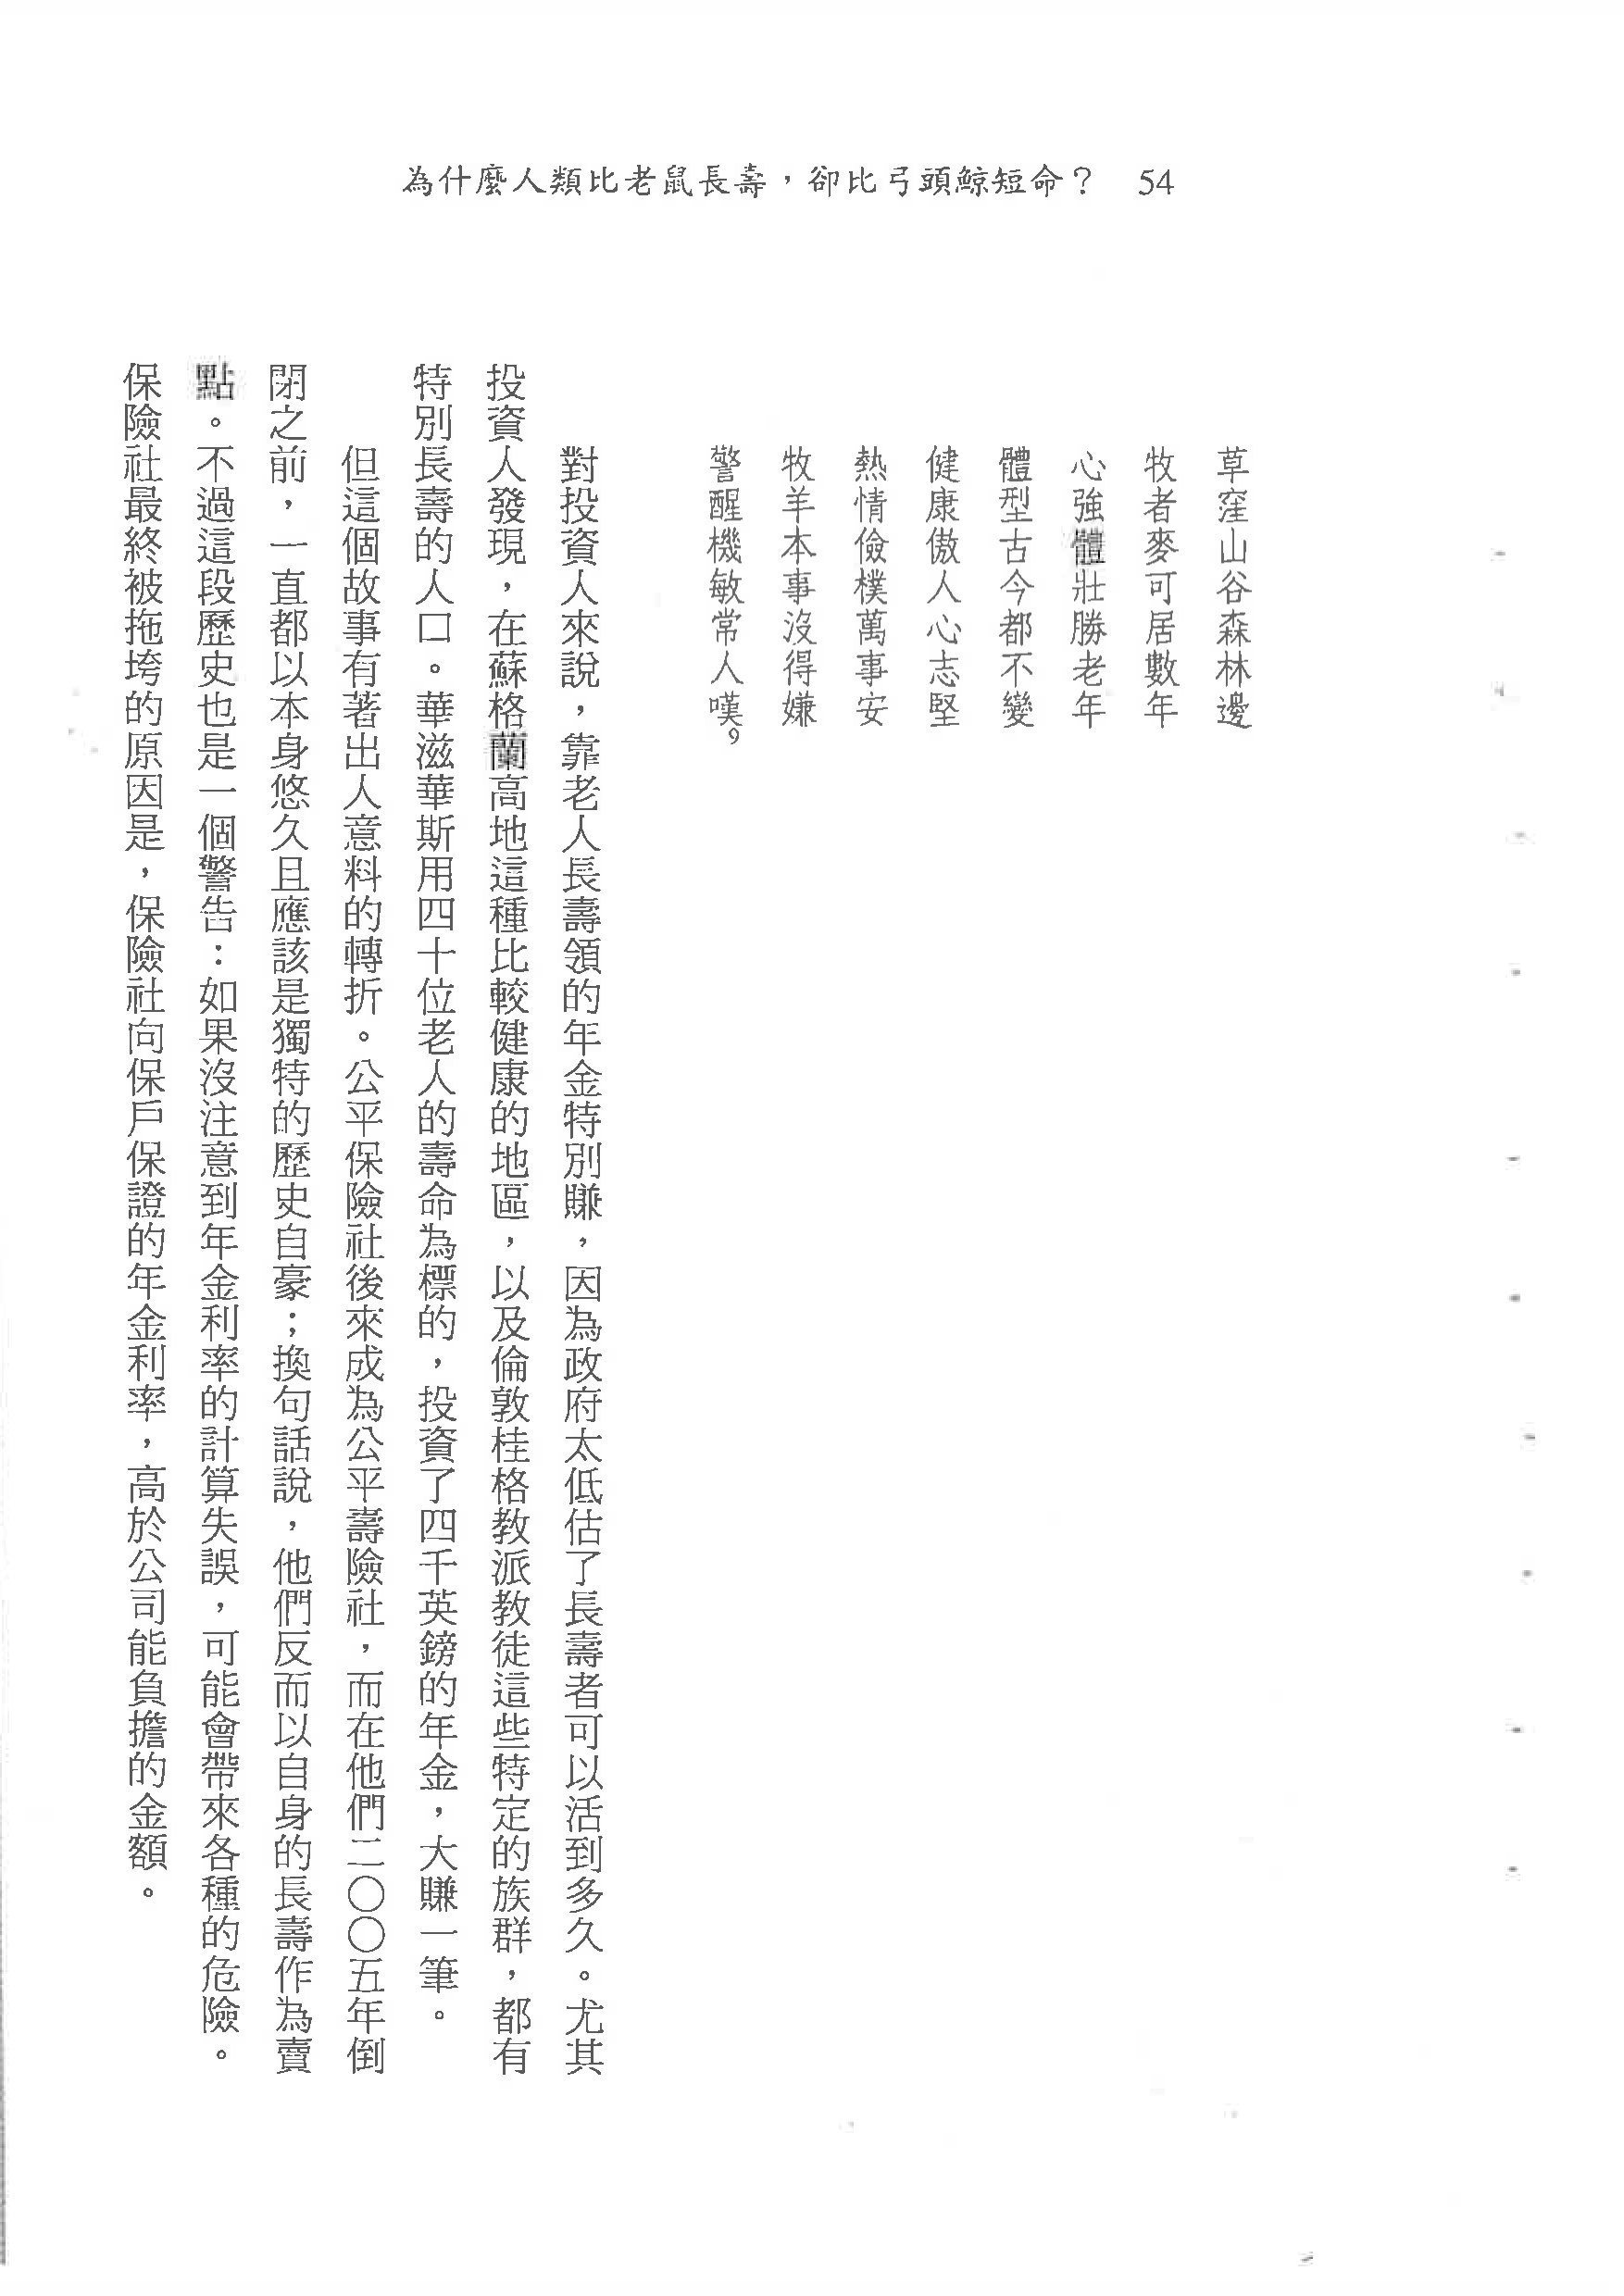 為什麼人類比老鼠長壽，卻比弓頭鯨短命？ 54
草窪山谷森林邊
牧者麥可居數年
心強體壯勝老年
體型古今都不變
健康傲人心志堅
熱情儉樸萬事安
牧羊本事沒得嫌
警醒機敏常人嘆。9
對投資人來說，靠老人長壽領的年金特別賺，因為政府太低估了長壽者可以活到多久。尤其
投資人發現，在蘇格蘭高地這種比較健康的地區，以及倫敦桂格教派教徒這些特定的族群，都有
特別長壽的人口。華滋華斯用四十位老人的壽命為標的，投資了四千英鎊的年金，大賺一筆。
但這個故事有著出人意料的轉折。公平保險社後來成為公平壽險社，而在他們二〇〇五年倒
閉之前，一直都以本身悠久且應該是獨特的歷史自豪；換句話說，他們反而以自身的長壽作為賣
點。不過這段歷史也是一個警告：如果沒注意到年金利率的計算失誤，可能會帶來各種的危險。
保險社最終被拖垮的原因是，保險社向保戶保證的年金利率，高於公司能負擔的金額。